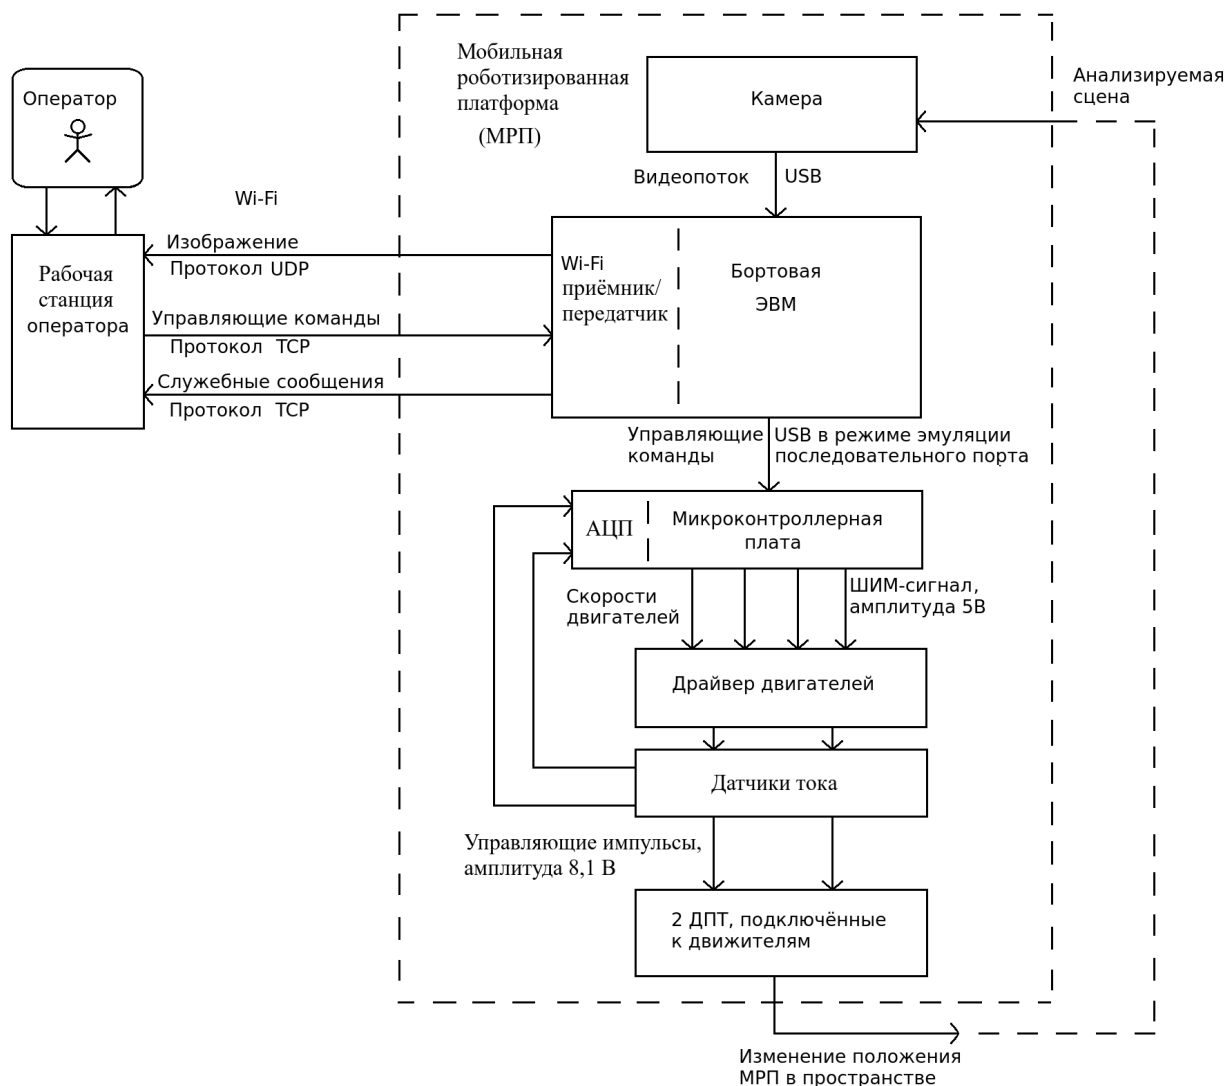 Мобильная
роботизированная
платформа
(МРП)
Камера
Анализируемая
сцена
Оператор
Видеопоток
USB
Wi-Fi
Изображение
Протокол UDP
Рабочая
станция
оператора
Управляющие команды
Протокол TCP
Служебные сообщения
Протокол TCP
Wi-Fi
приёмник/
передатчик
Бортовая
ЭВМ
Управляющие
команды
USB в режиме эмуляции
последовательного порта
АЦП
Микроконтроллерная
плата
Скорости
двигателей
ШИМ-сигнал,
амплитуда 5В
Драйвер двигателей
Датчики тока
Управляющие импульсы,
амплитуда 8,1 В
2 ДПТ, подключённые
к движителям
Изменение положения
МРП в пространстве